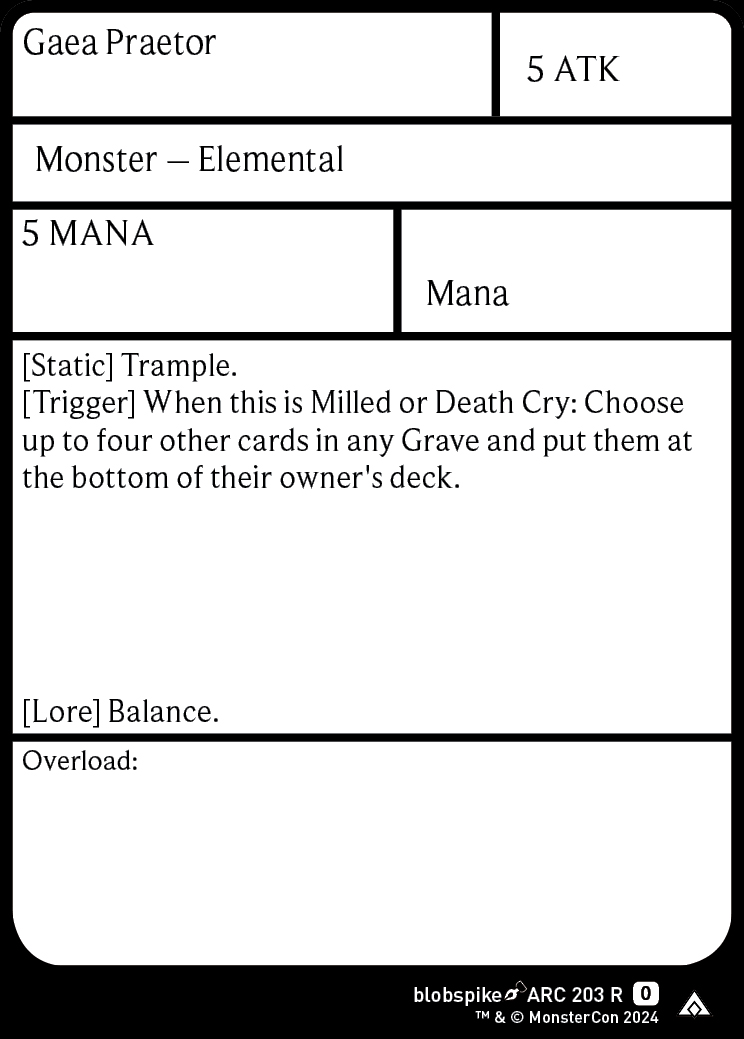 Gaea Praetor
5 ATK
Monster – Elemental
5 MANA
Mana
[Static] Trample.
[Trigger] When this is Milled or Death Cry: Choose
up to four other cards in any Grave and put them at
the bottom of their owner's deck.
[Lore] Balance.
Overload:
blobspike ARC 203 R 0
™ & © MonsterCon 2024